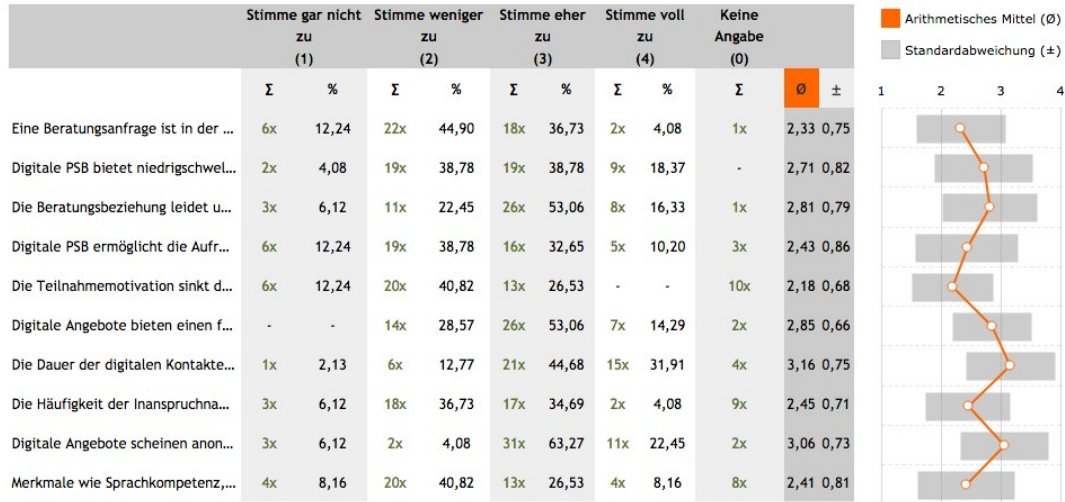 Stimme gar nicht zu (1) Stimme weniger zu (2) Stimme eher zu (3) Stimme voll zu (4) Keine Angabe (0)
Σ % Σ % Σ % Σ % Σ Ø ±
Eine Beratungsanfrage ist in der ... 6x 12,24 22x 44,90 18x 36,73 2x 4,08 1x 2,33 0,75
Digitale PSB bietet niedrigschwel... 2x 4,08 19x 38,78 19x 38,78 9x 18,37 - 2,71 0,82
Die Beratungsbeziehung leidet u... 3x 6,12 11x 22,45 26x 53,06 8x 16,33 1x 2,81 0,79
Digitale PSB ermöglicht die Aufr... 6x 12,24 19x 38,78 16x 32,65 5x 10,20 3x 2,43 0,86
Die Teilnahmemotivation sinkt d... 6x 12,24 20x 40,82 13x 26,53 - - 10x 2,18 0,68
Digitale Angebote bieten einen f... - - 14x 28,57 26x 53,06 7x 14,29 2x 2,85 0,66
Die Dauer der digitalen Kontakte... 1x 2,13 6x 12,77 21x 44,68 15x 31,91 4x 3,16 0,75
Die Häufigkeit der Inanspruchna... 3x 6,12 18x 36,73 17x 34,69 2x 4,08 9x 2,45 0,71
Digitale Angebote scheinen anon... 3x 6,12 2x 4,08 31x 63,27 11x 22,45 2x 3,06 0,73
Merkmale wie Sprachkompetenz,... 4x 8,16 20x 40,82 13x 26,53 4x 8,16 8x 2,41 0,81
Arithmetisches Mittel (Ø)
Standardabweichung (±)
1 2 3 4